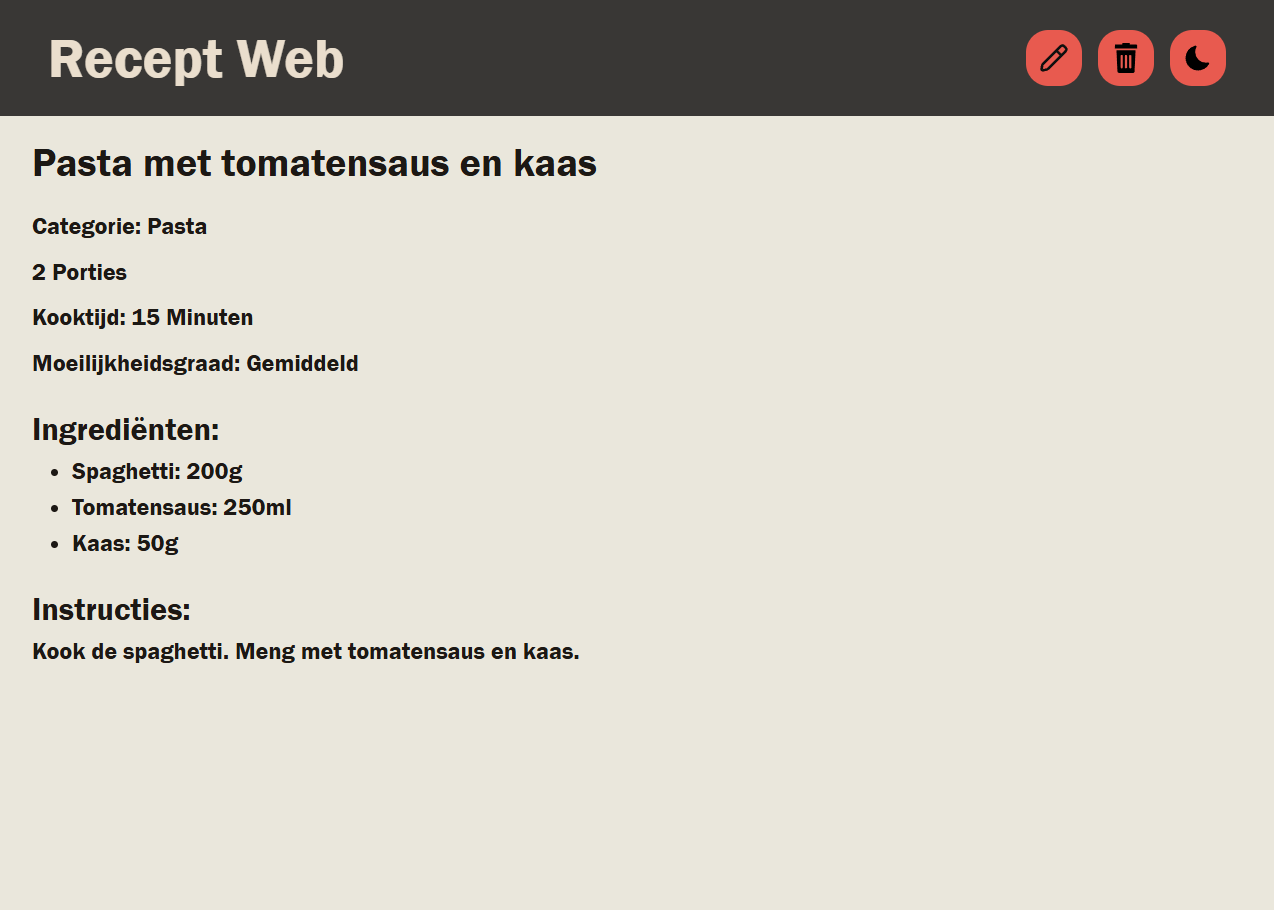 Recept Web
Pasta met tomatensaus en kaas
Categorie: Pasta
2 Porties
Kooktijd: 15 Minuten
Moeilijkheidsgraad: Gemiddeld
Ingrediënten:
• Spaghetti: 200g
• Tomatensaus: 250ml
• Kaas: 50g
Instructies:
Kook de spaghetti. Meng met tomatensaus en kaas.